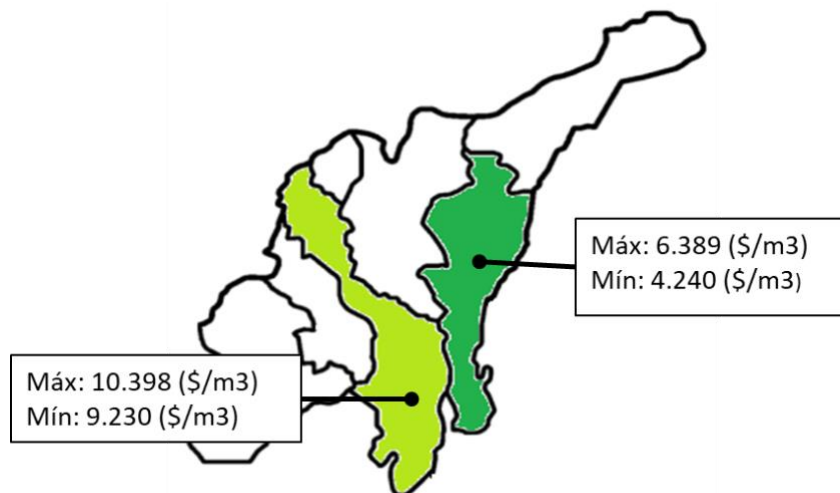 Máx: 6.389 ($/m3)
Mín: 4.240 ($/m3)
Máx: 10.398 ($/m3)
Mín: 9.230 ($/m3)